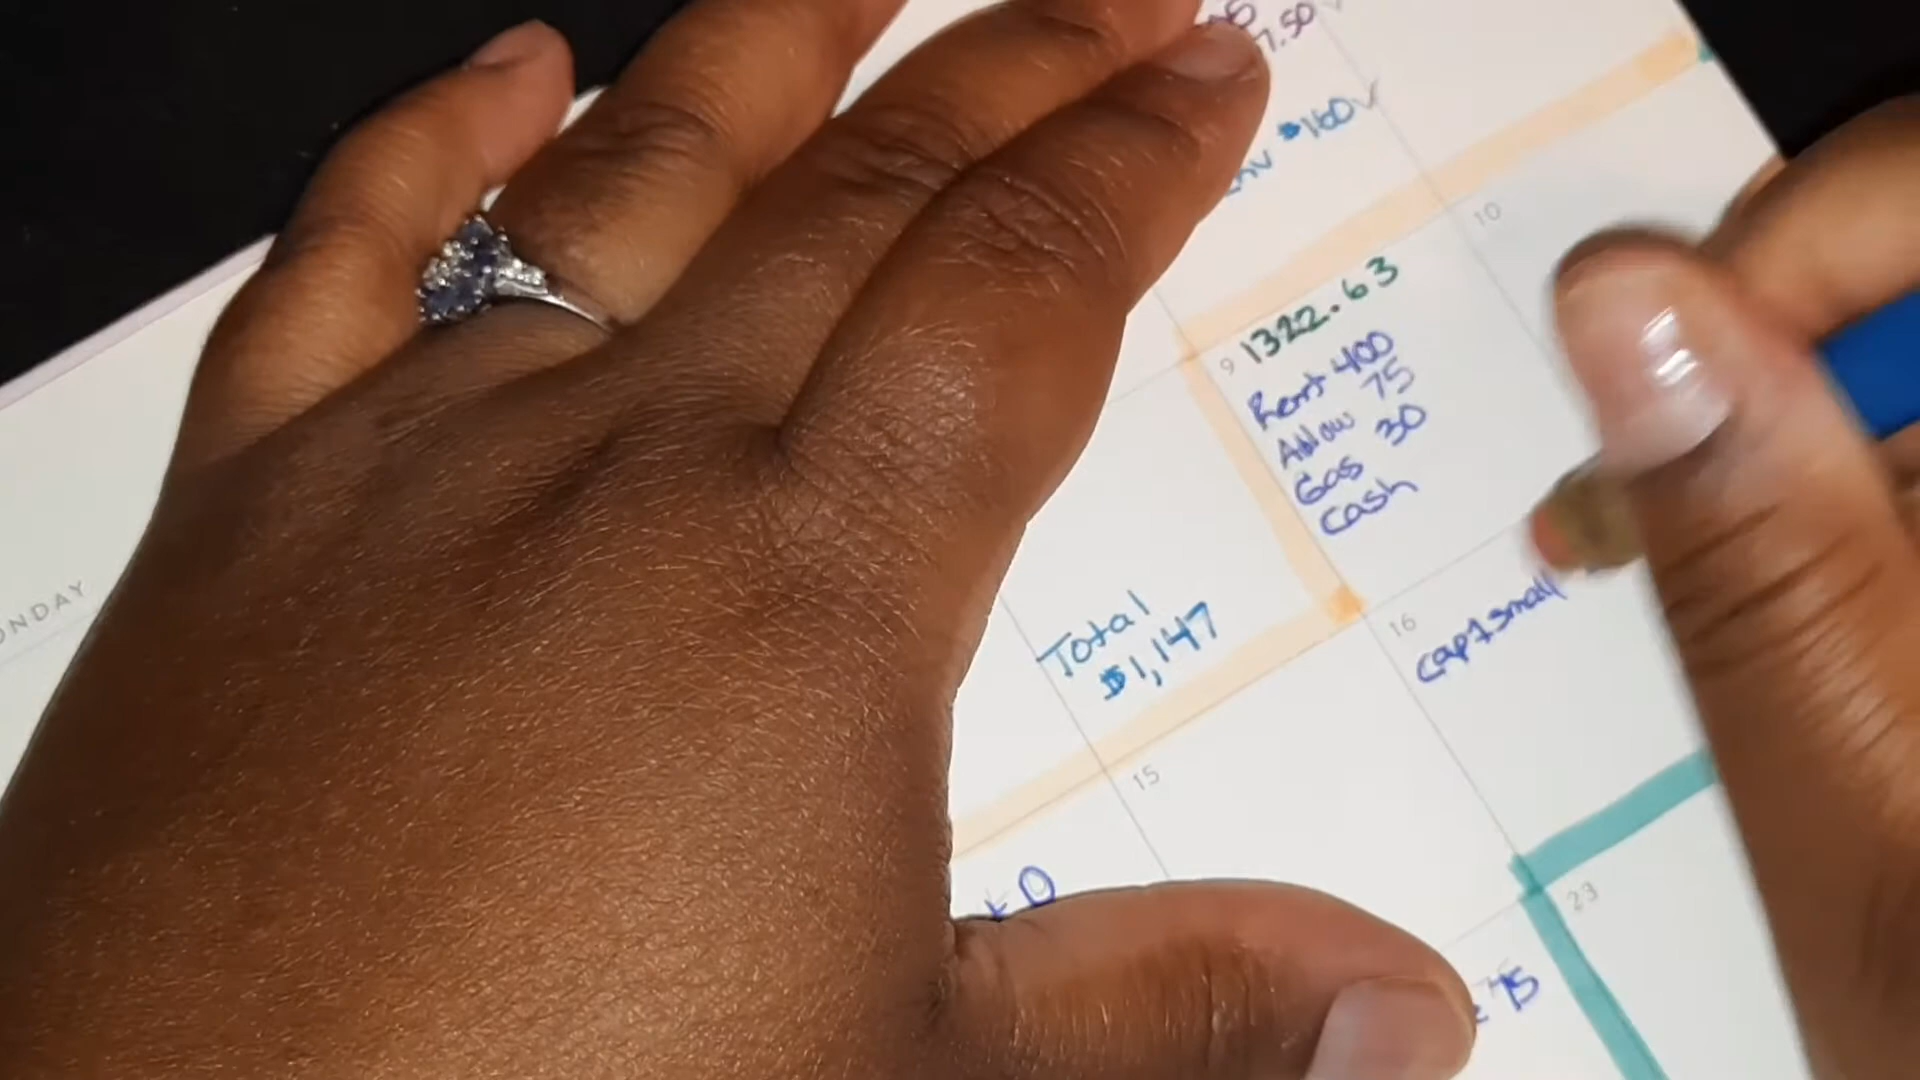 7.50
$160
10
9
1322.63
Rent 400
Allow 75
Gas 30
Cash
Total
$1,147
16
cap1 small
15
23
75